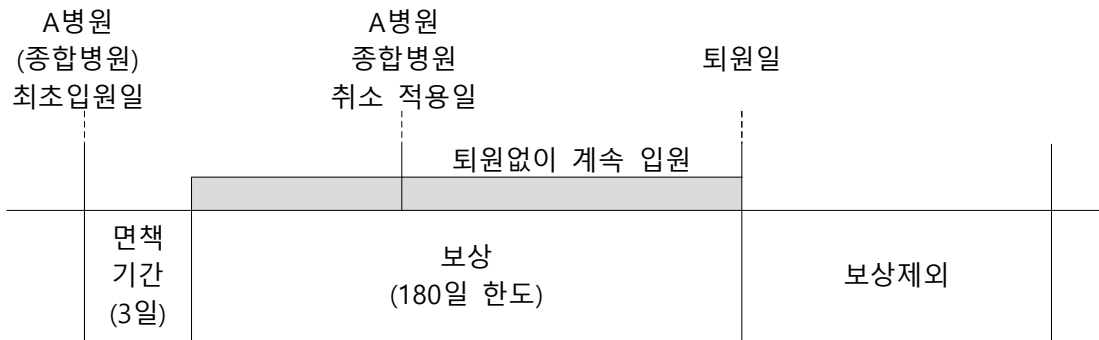 A병원
(종합병원)
최초입원일
A병원
종합병원
취소 적용일
퇴원일
퇴원없이 계속 입원
면책
기간
(3일)
보상
(180일 한도)
보상제외